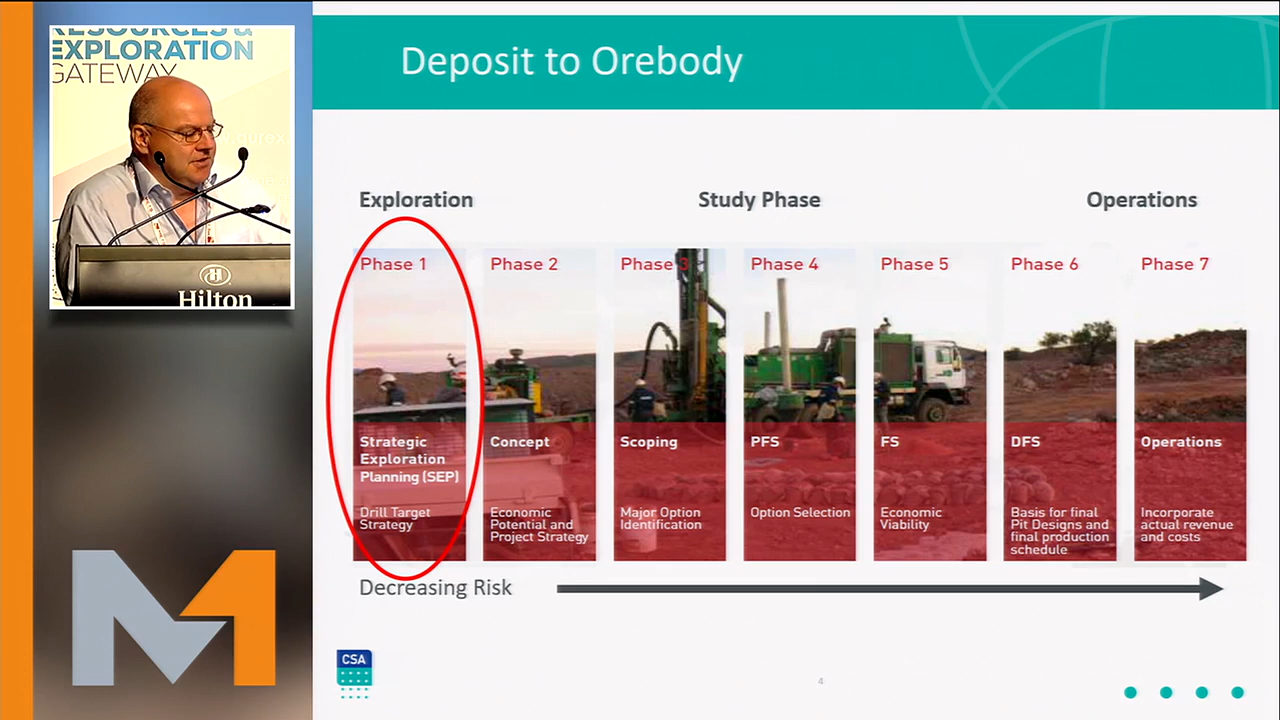 RESOURCES &
EXPLORATION
GATEWAY
Hilton
M1
Deposit to Orebody
Exploration
Study Phase
Operations
Phase 1
Phase 2
Phase 3
Phase 4
Phase 5
Phase 6
Phase 7
Strategic
Exploration
Planning (SEP)
Drill Target
Strategy
Concept
Economic
Potential and
Project Strategy
Scoping
Major Option
Identification
PFS
Option Selection
FS
Economic
Viability
DFS
Basis for final
Pit Designs and
final production
schedule
Operations
Incorporate
actual revenue
and costs
Decreasing Risk
CSA
4